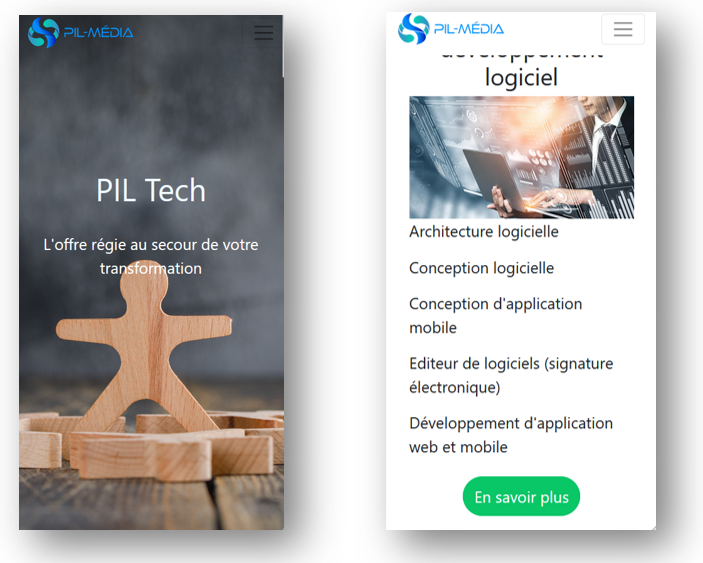 PIL-MÉDIA
PIL Tech
L'offre régie au secour de votre
transformation
PIL-MÉDIA
développement
logiciel
Architecture logicielle
Conception logicielle
Conception d'application
mobile
Editeur de logiciels (signature
électronique)
Développement d'application
web et mobile
En savoir plus